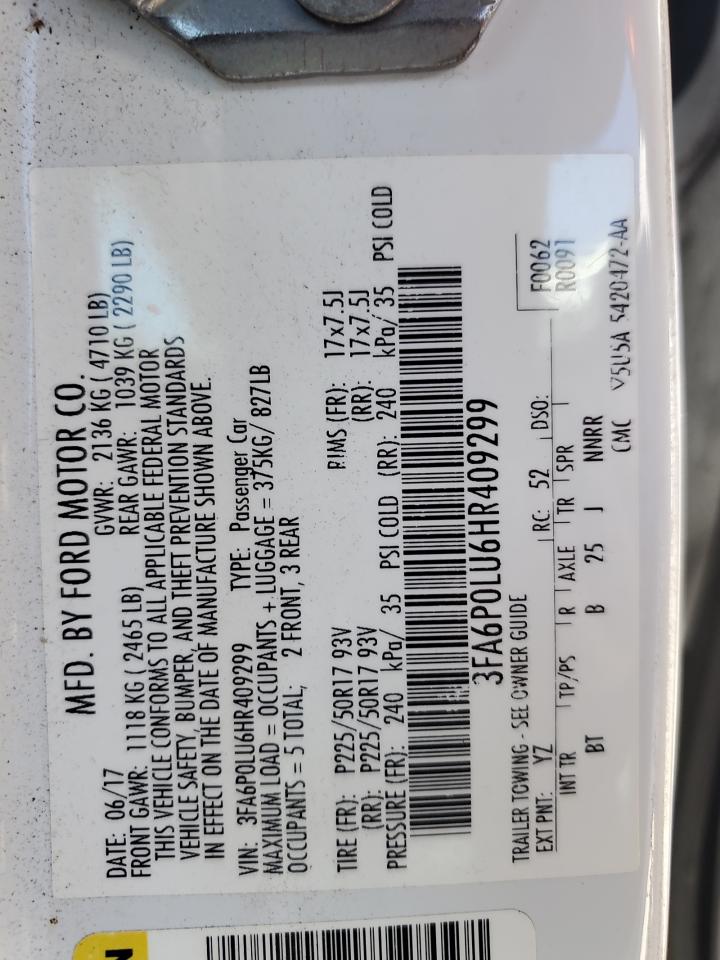 MFD. BY FORD MOTOR CO.
DATE: 06/17 GVWR: 2136 KG ( 4710 LB)
FRONT GAWR: 1118 KG ( 2465 LB) REAR GAWR: 1039 KG ( 2290 LB)
THIS VEHICLE CONFORMS TO ALL APPLICABLE FEDERAL MOTOR
VEHICLE SAFETY, BUMPER, AND THEFT PREVENTION STANDARDS
IN EFFECT ON THE DATE OF MANUFACTURE SHOWN ABOVE.
VIN: 3FA6P0LU6HR409299 TYPE: Passenger Car
MAXIMUM LOAD = OCCUPANTS + LUGGAGE = 375KG/ 827LB
OCCUPANTS = 5 TOTAL; 2 FRONT, 3 REAR
TIRE (FR): P225/50R17 93V RIMS (FR): 17x7.5J
(RR): P225/50R17 93V (RR): 17x7.5J
PRESSURE (FR): 240 kPa/ 35 PSI COLD (RR): 240 kPa/ 35 PSI COLD
3FA6P0LU6HR409299
TRAILER TOWING - SEE OWNER GUIDE F0062
EXT PNT: YZ RC: 52 DSO: R0091
INT TR TP/PS R AXLE TR SPR
BT B 25 J NNRR
CMC V5U5A 5420472-AA
N